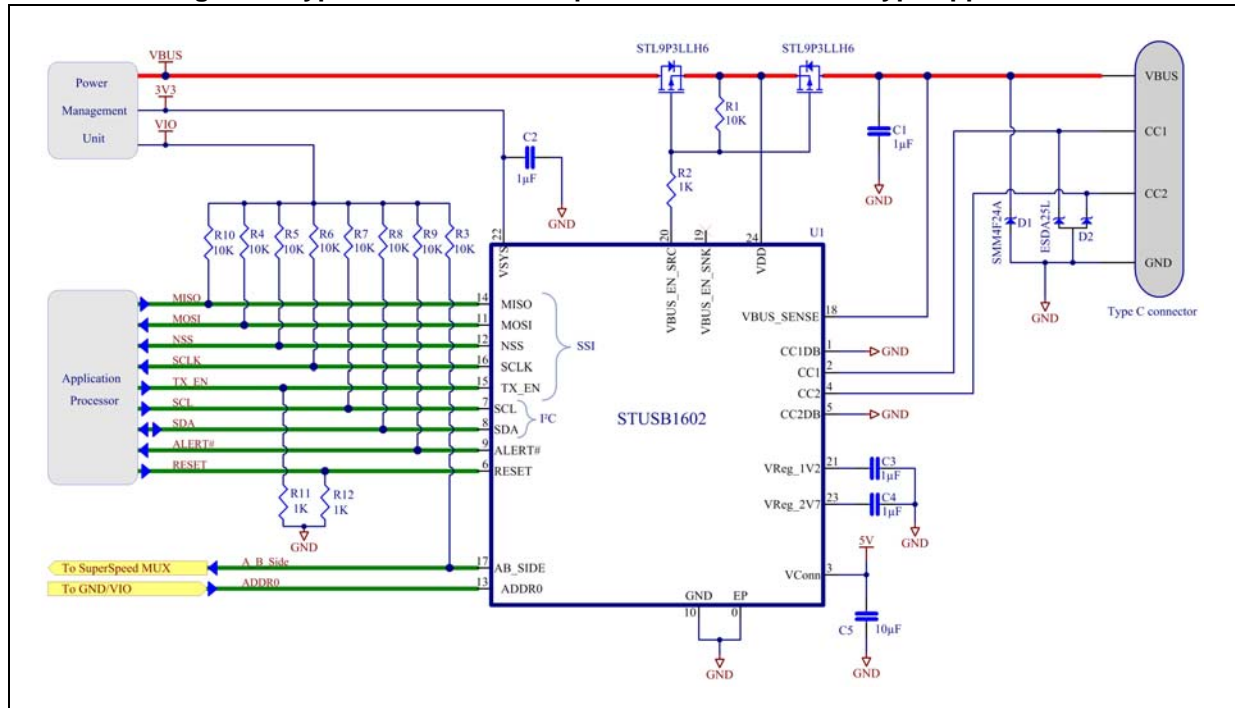 VBUS
3V3
VIO
Power
Management
Unit
STL9P3LLH6
STL9P3LLH6
R1
10K
R2
1K
C1
1µF
GND
C2
1µF
GND
VBUS
CC1
CC2
GND
Type C connector
SMM4F24A
D1
ESDA25L
D2
GND
R10
10K
R4
10K
R5
10K
R6
10K
R7
10K
R8
10K
R9
10K
R3
10K
22
VSYS
20
VBUS_EN_SRC
19
VBUS_EN_SNK
24
VDD
U1
Application
Processor
MISO 14 MISO
MOSI 11 MOSI
NSS 12 NSS
SCLK 16 SCLK
TX_EN 15 TX_EN
SCL 7 SCL
SDA 8 SDA
ALERT# 9 ALERT#
RESET 6 RESET
SSI
I²C
R11
1K
R12
1K
GND
STUSB1602
VBUS_SENSE 18
CC1DB 1 GND
CC1 2
CC2 4
CC2DB 5 GND
VReg_1V2 21 C3
1µF
VReg_2V7 23 C4
1µF
GND
5V
VConn 3
C5 10µF
GND
To SuperSpeed MUX A_B_Side 17 AB_SIDE
To GND/VIO ADDR0 13 ADDR0
GND EP
10 0
GND